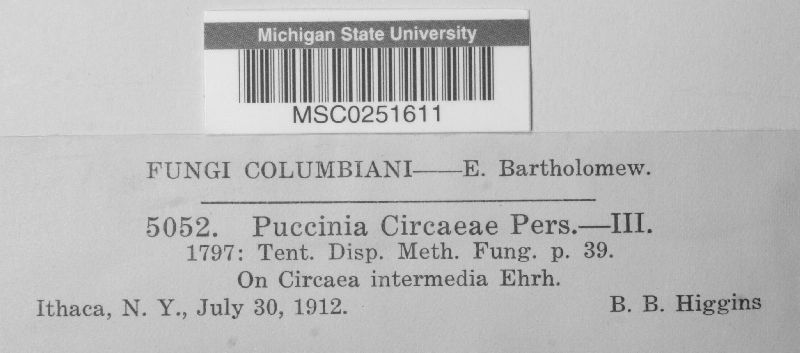 Michigan State University
MSC0251611
FUNGI COLUMBIANI——E. Bartholomew.
5052. Puccinia Circaeae Pers.—III.
1797: Tent. Disp. Meth. Fung. p. 39.
On Circaea intermedia Ehrh.
Ithaca, N. Y., July 30, 1912. B. B. Higgins